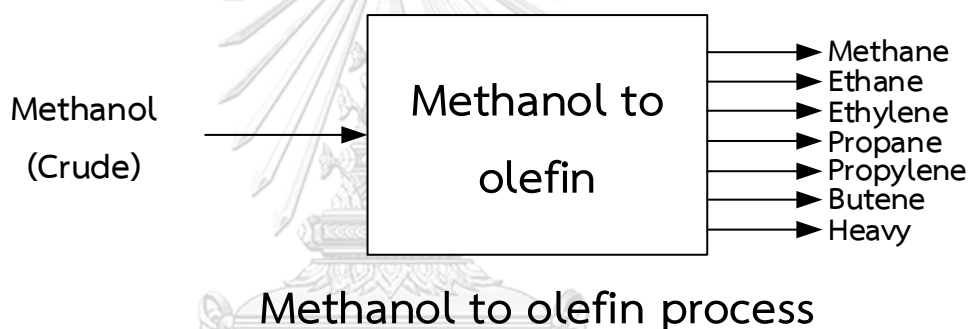 Methanol
(Crude)
Methanol to
olefin
Methane
Ethane
Ethylene
Propane
Propylene
Butene
Heavy
Methanol to olefin process